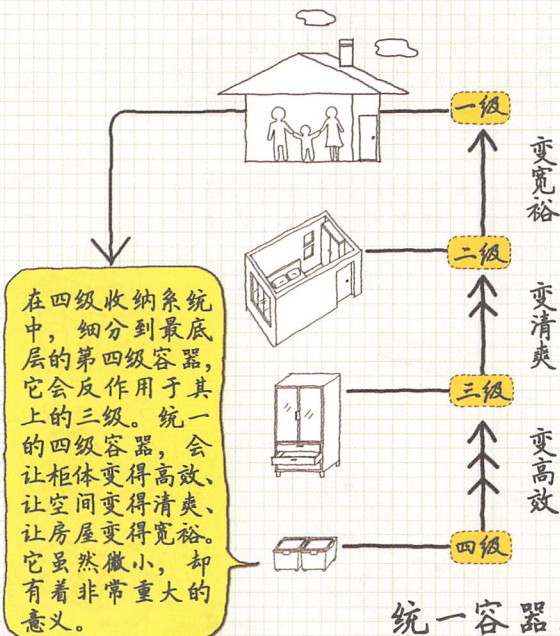 一级
变宽裕
二级
变清爽
三级
变高效
四级
在四级收纳系统
中，细分到最底
层的第四级容器，
它会反作用于其
上的三级。统一
的四级容器，会
让柜体变得高效、
让空间变得清爽、
让房屋变得宽裕。
它虽然微小，却
有着非常重大的
意义。
统一容器